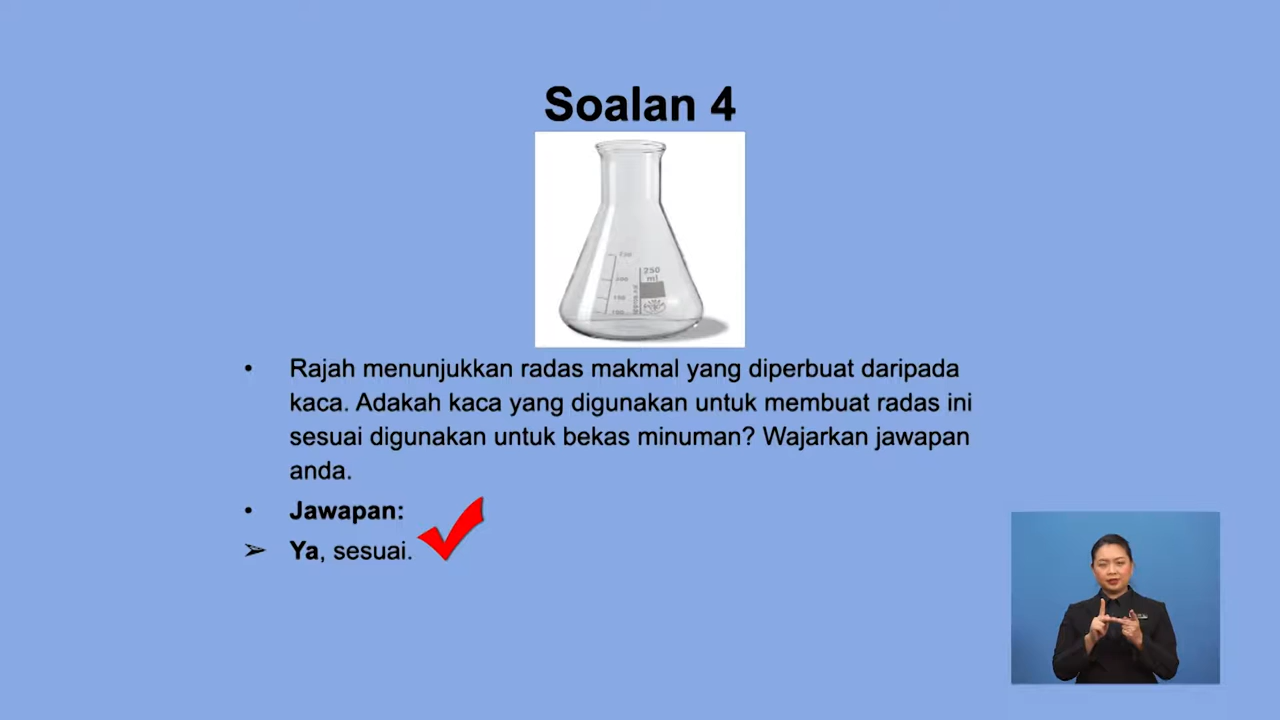 Soalan 4
250
ml
• Rajah menunjukkan radas makmal yang diperbuat daripada
kaca. Adakah kaca yang digunakan untuk membuat radas ini
sesuai digunakan untuk bekas minuman? Wajarkan jawapan
anda.
• Jawapan:
➢ Ya, sesuai.